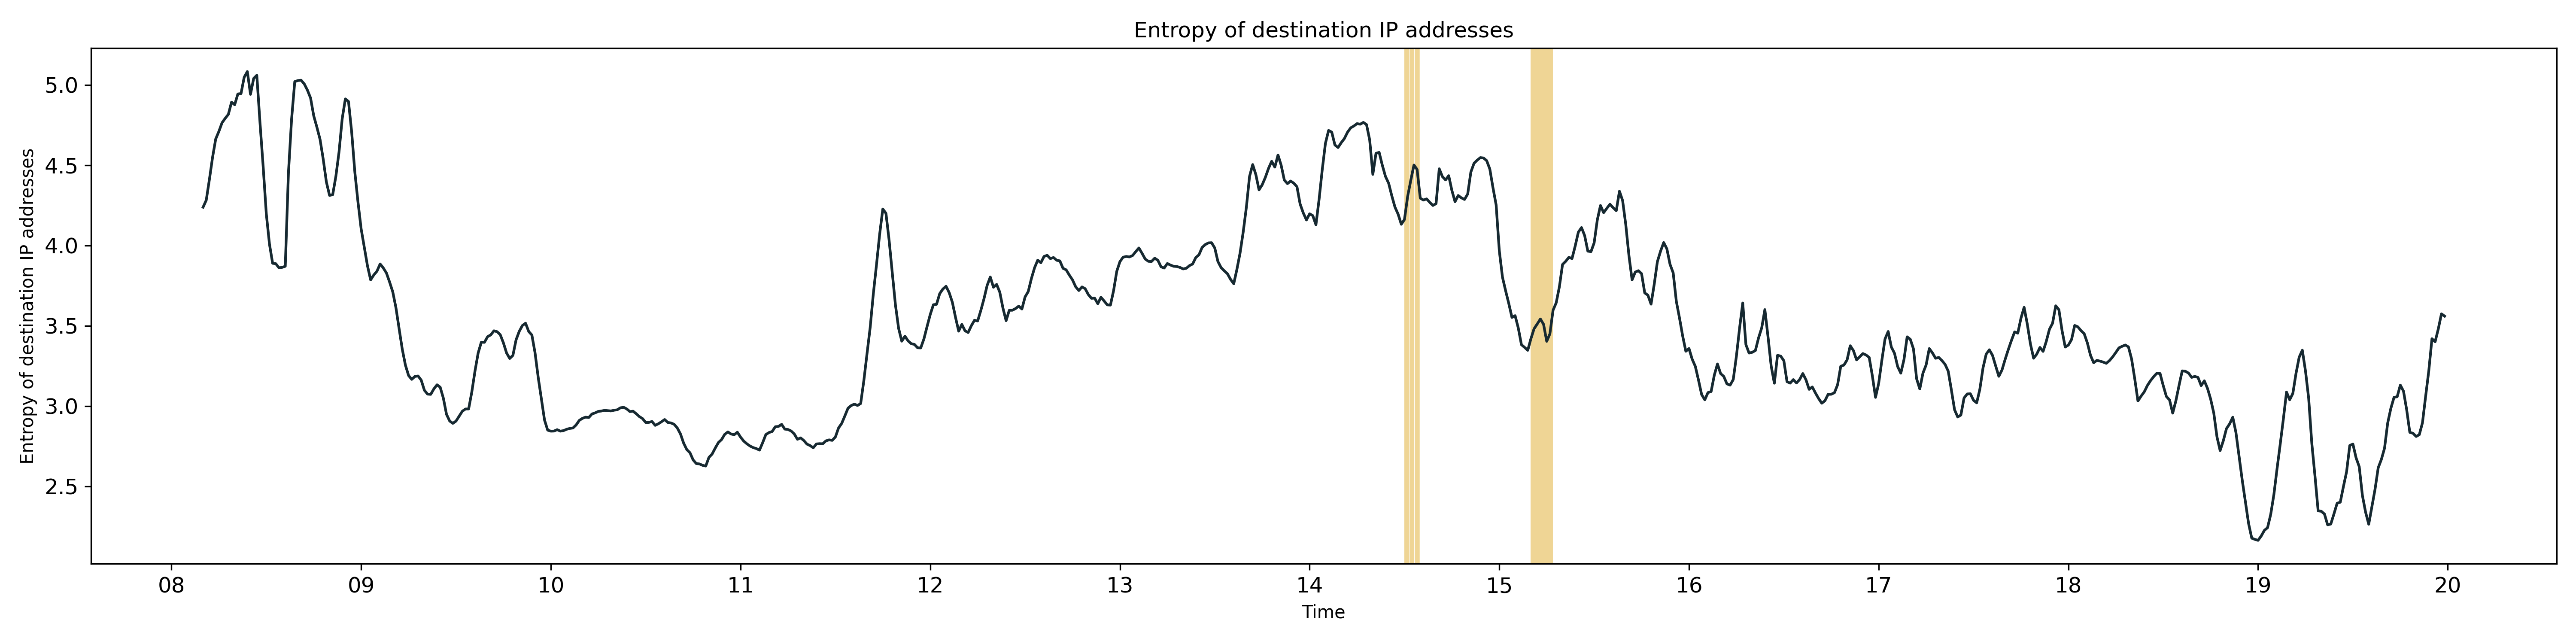 Entropy of destination IP addresses
Entropy of destination IP addresses
5.0
4.5
4.0
3.5
3.0
2.5
08 09 10 11 12 13 14 15 16 17 18 19 20
Time